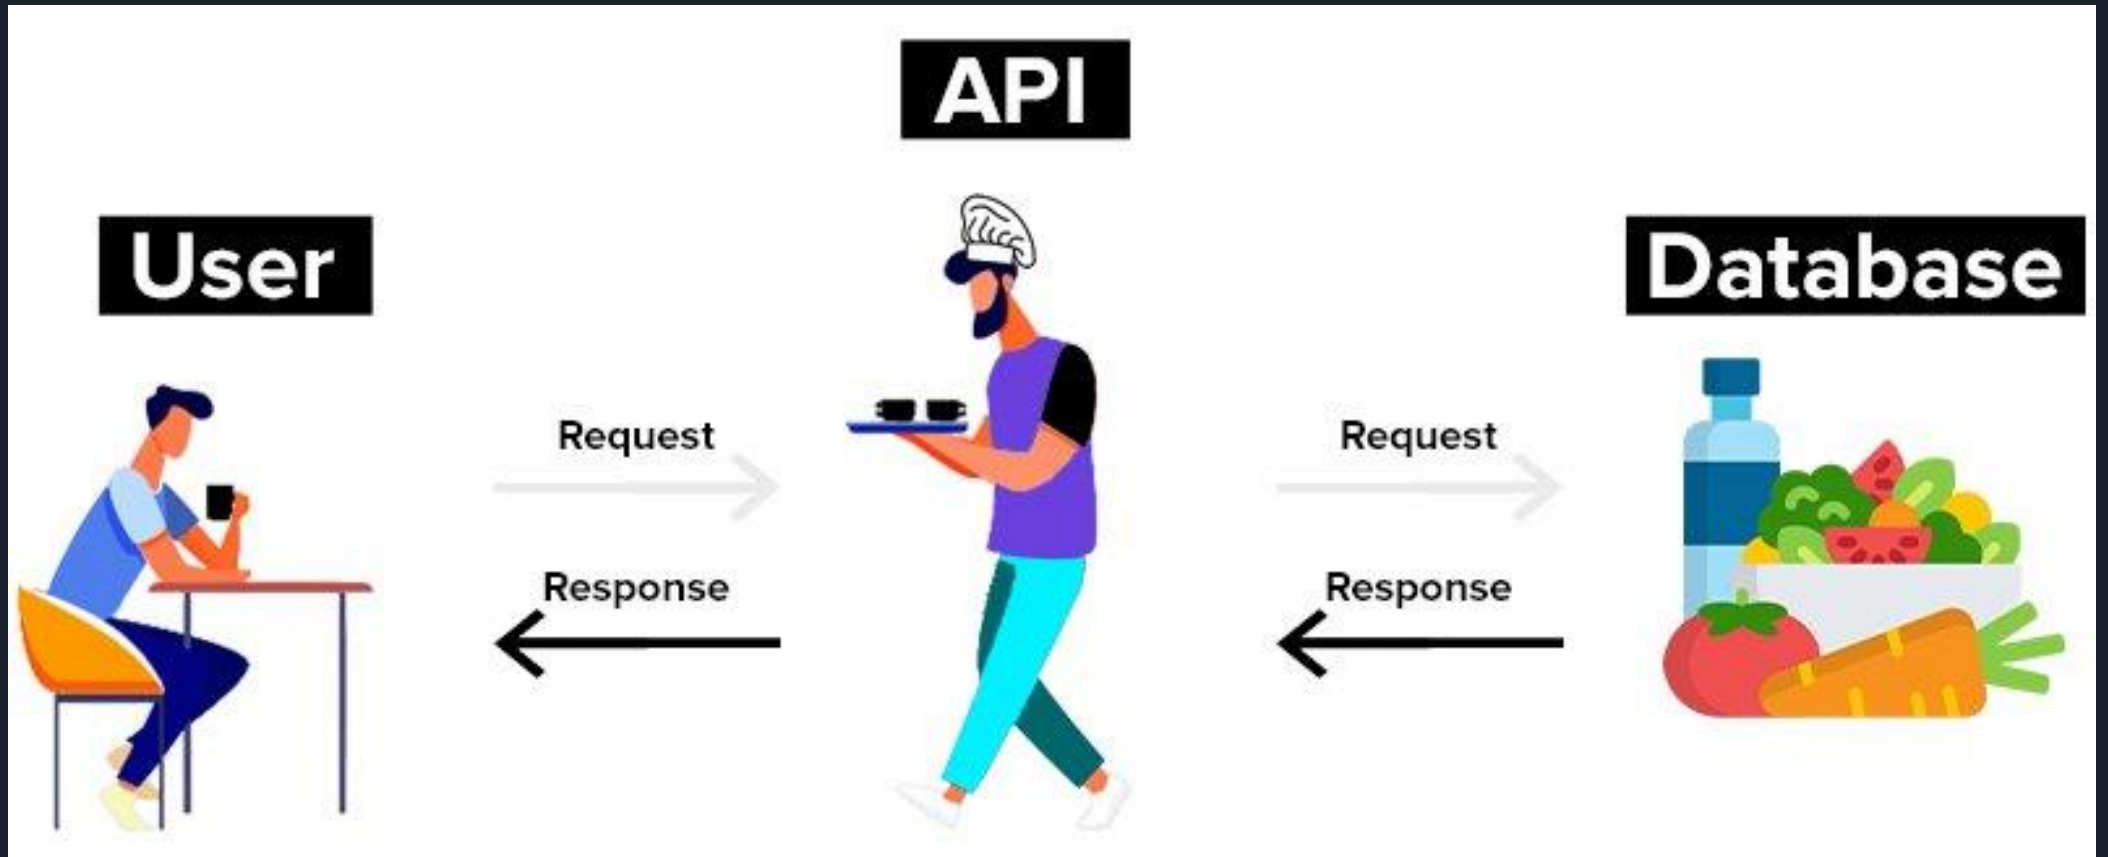 API
User
Database
Request
Request
Response
Response